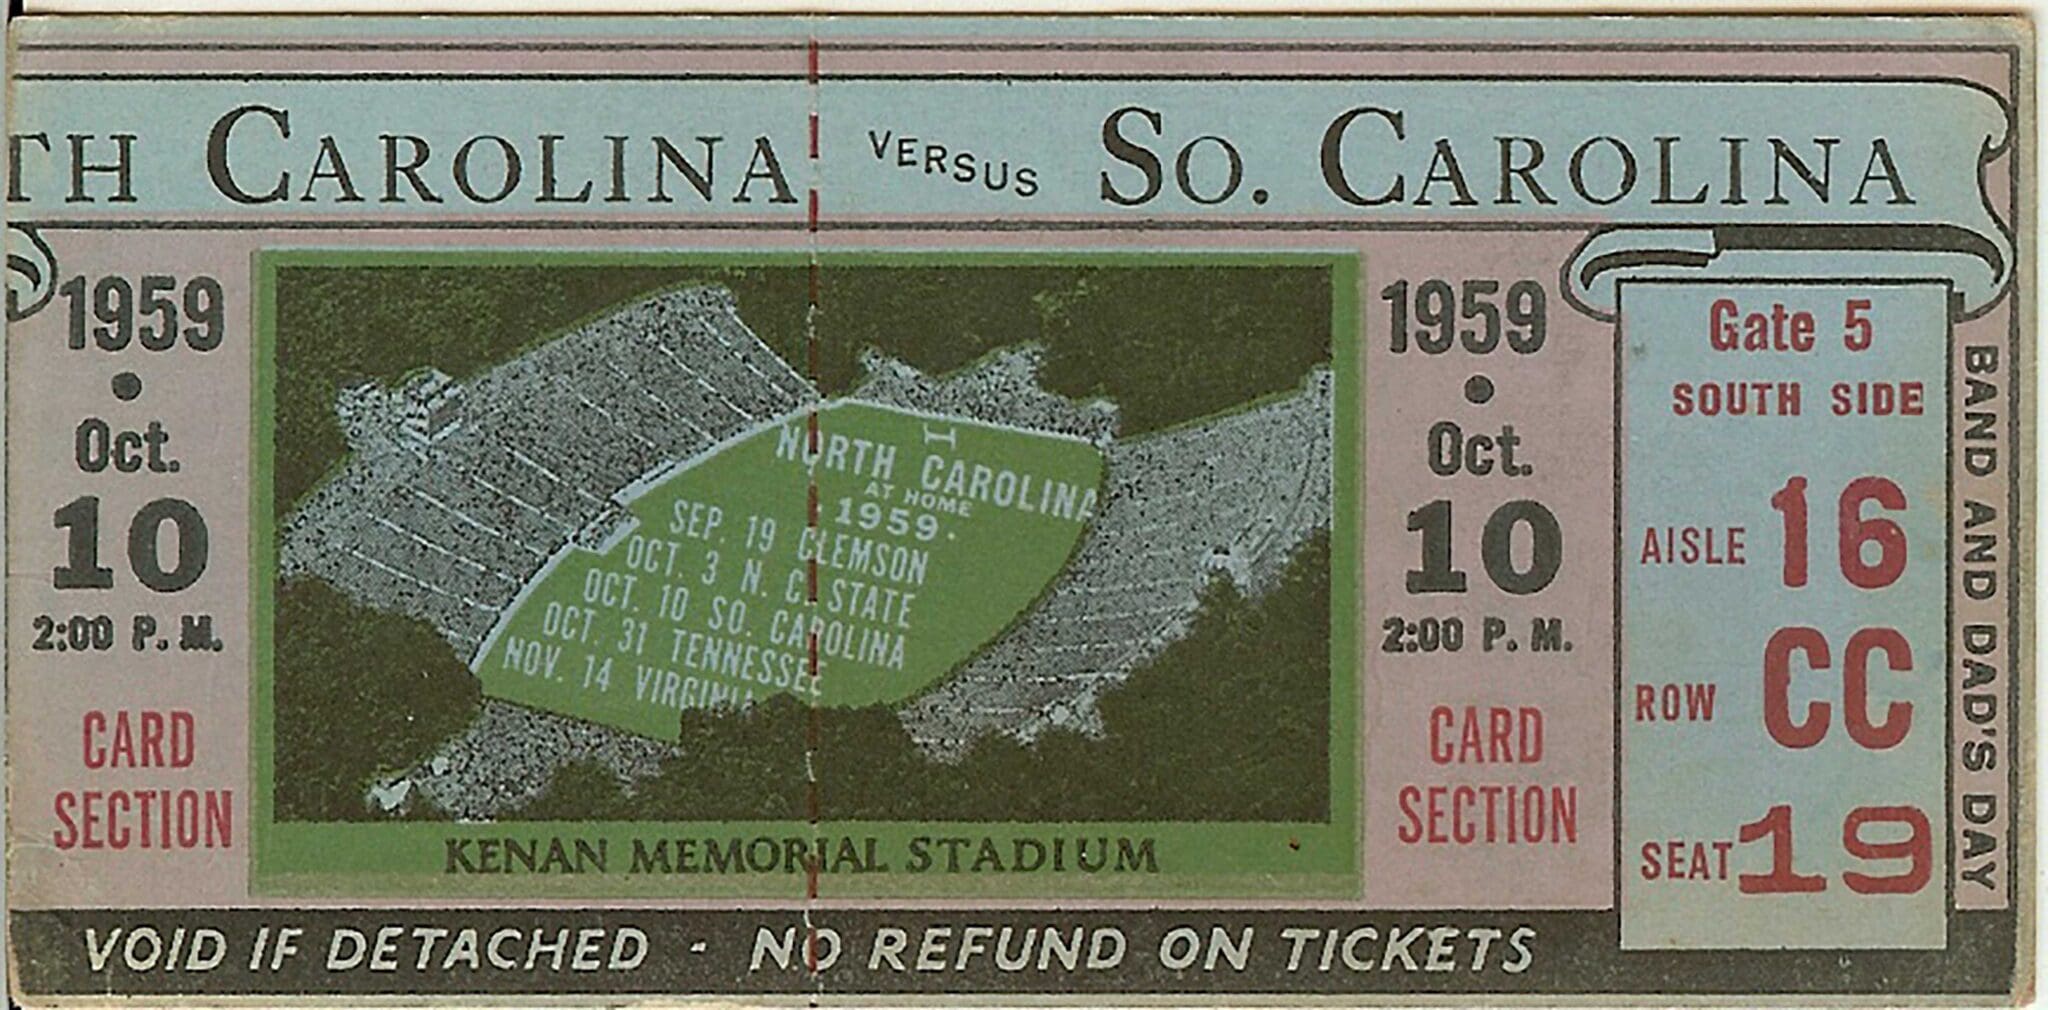 TH CAROLINA VERSUS SO. CAROLINA
1959
Oct.
10
2:00 P. M.
CARD
SECTION
NORTH CAROLINA
AT HOME
· 1959 ·
SEP. 19 CLEMSON
OCT. 3 N. C. STATE
OCT. 10 SO. CAROLINA
OCT. 31 TENNESSEE
NOV. 14 VIRGINIA
KENAN MEMORIAL STADIUM
1959
Oct.
10
2:00 P. M.
CARD
SECTION
Gate 5
SOUTH SIDE
AISLE 16
ROW CC
SEAT 19
BAND AND DAD'S DAY
VOID IF DETACHED - NO REFUND ON TICKETS